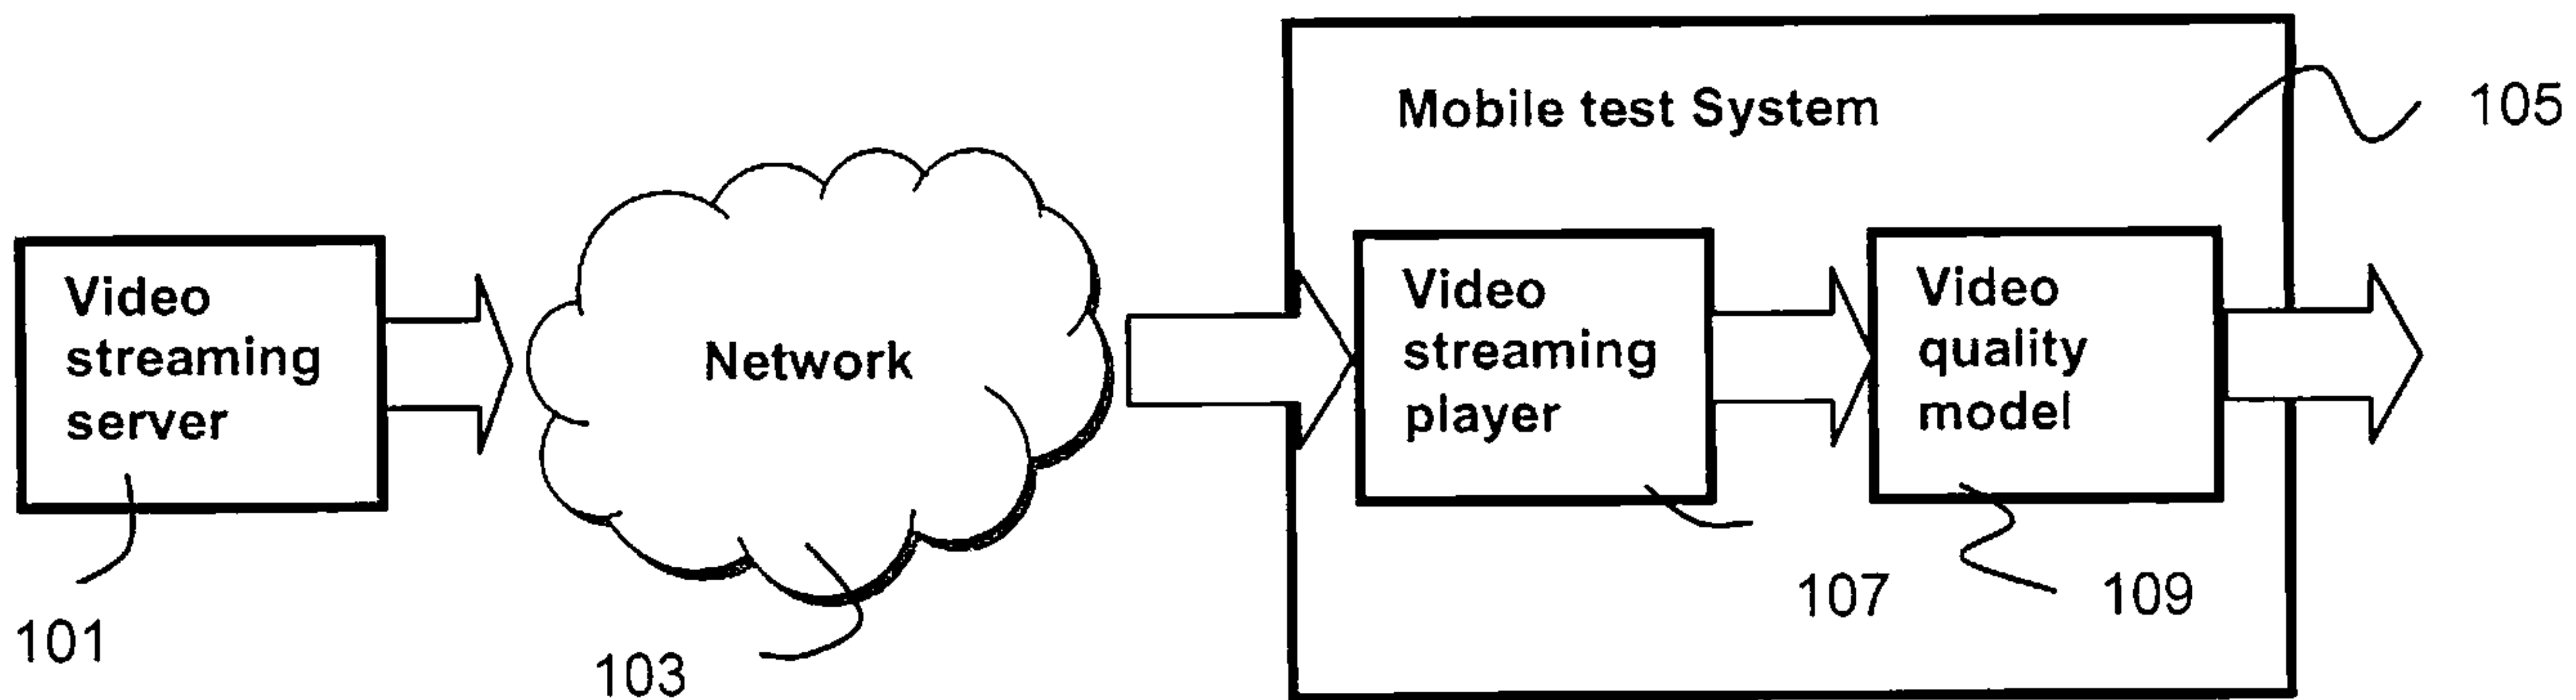 Mobile test System
105
Video
streaming
server
Network
Video
streaming
player
Video
quality
model
101
103
107
109